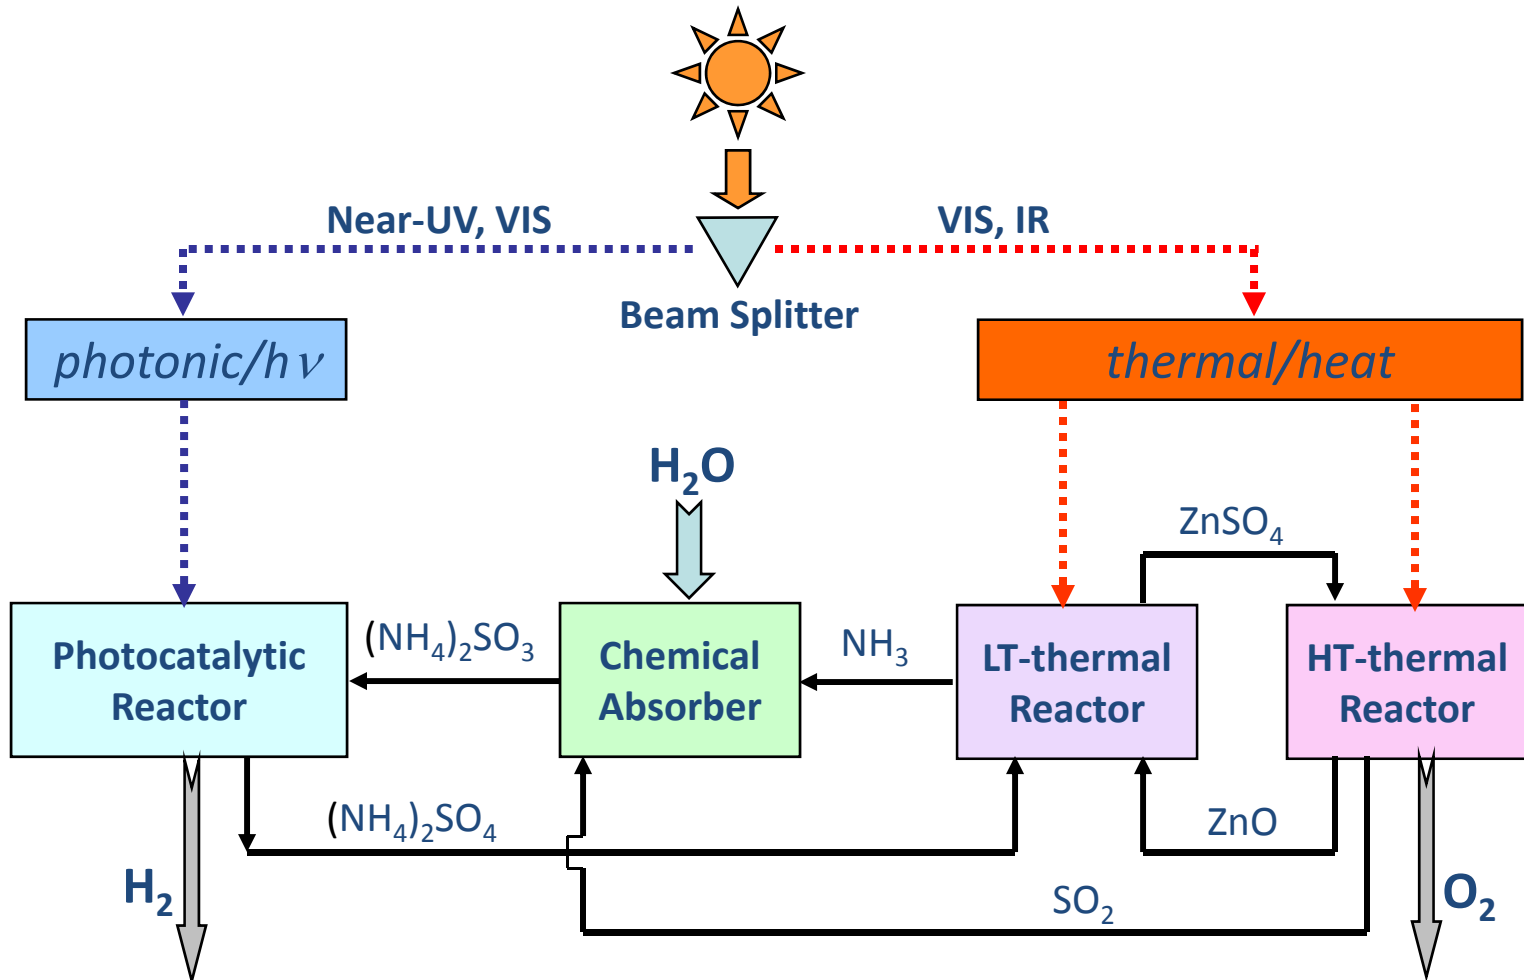 Near-UV, VIS
VIS, IR
Beam Splitter
photonic/hν
thermal/heat
H₂O
ZnSO₄
(NH₄)₂SO₃
NH₃
Photocatalytic
Reactor
Chemical
Absorber
LT-thermal
Reactor
HT-thermal
Reactor
(NH₄)₂SO₄
ZnO
H₂
SO₂
O₂